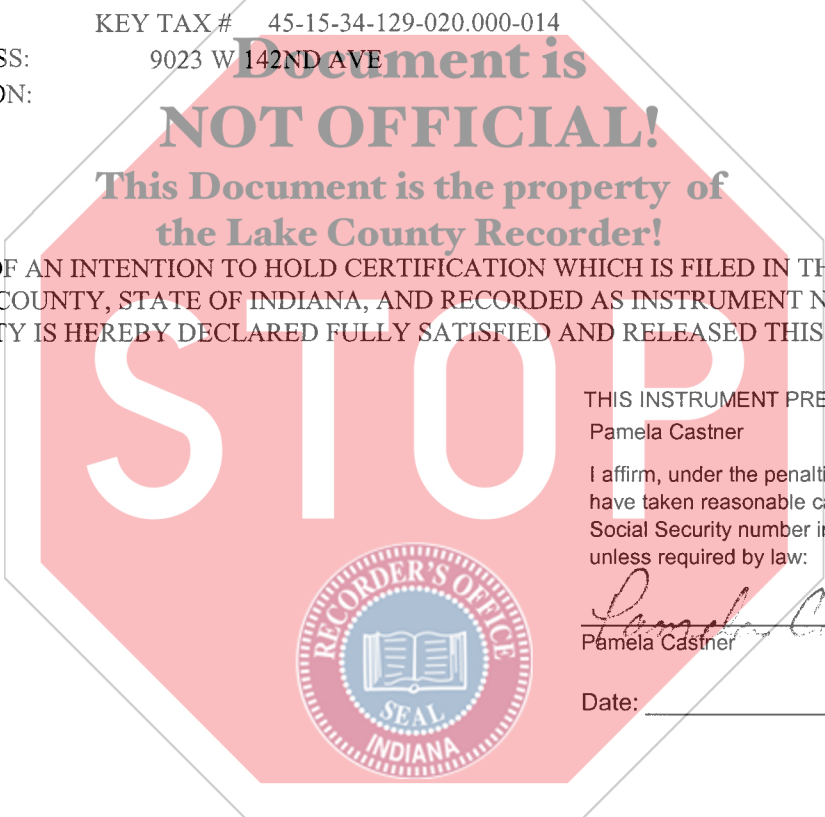 KEY TAX # 45-15-34-129-020.000-014
SS: 9023 W 142ND AVE
ON:
Document is
NOT OFFICIAL!
This Document is the property of
the Lake County Recorder!
OF AN INTENTION TO HOLD CERTIFICATION WHICH IS FILED IN TH
COUNTY, STATE OF INDIANA, AND RECORDED AS INSTRUMENT N
TY IS HEREBY DECLARED FULLY SATISFIED AND RELEASED THIS
STOP
THIS INSTRUMENT PRE
Pamela Castner
I affirm, under the penalti
have taken reasonable ca
Social Security number in
unless required by law:
Pamela C
Pamela Castner
Date:
RECORDER'S OFFICE
SEAL
INDIANA